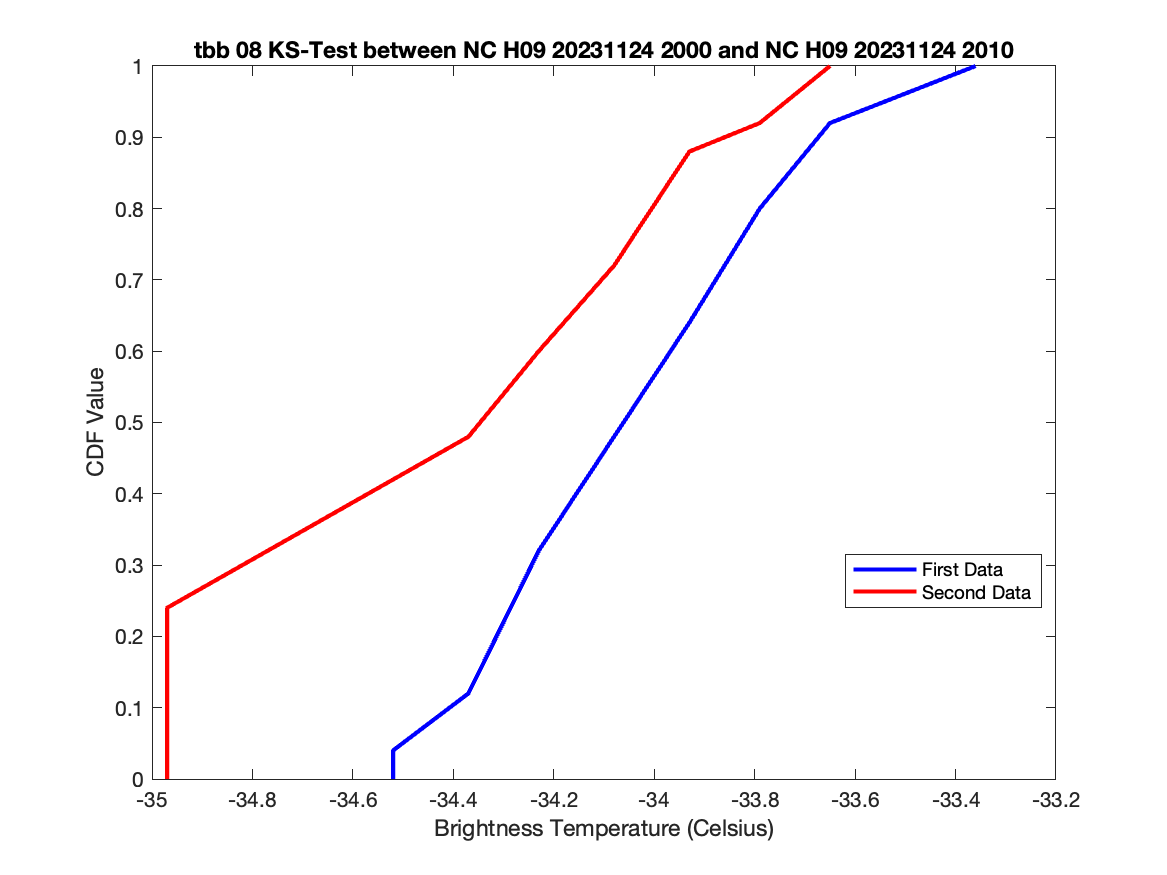 tbb 08 KS-Test between NC H09 20231124 2000 and NC H09 20231124 2010
1
0.9
0.8
0.7
0.6
0.5
0.4
0.3
0.2
0.1
0
CDF Value
First Data
Second Data
-35 -34.8 -34.6 -34.4 -34.2 -34 -33.8 -33.6 -33.4 -33.2
Brightness Temperature (Celsius)